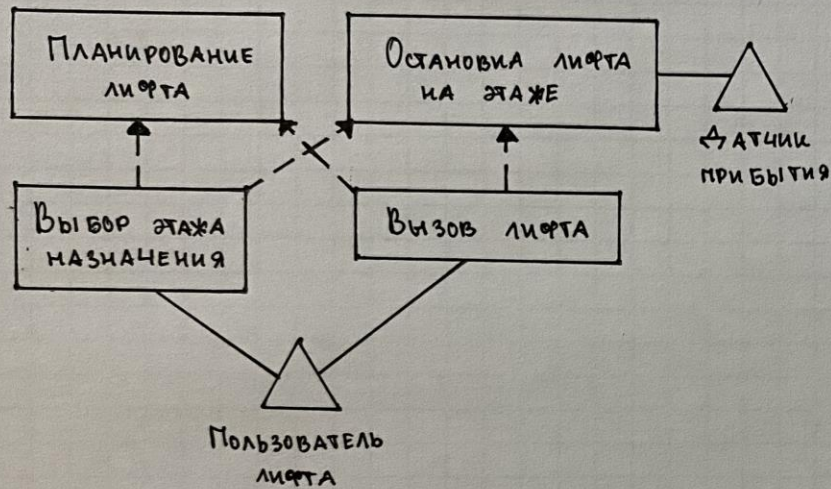 Планирование
лифта
Остановка лифта
на этаже
Датчик
прибытия
Выбор этажа
назначения
Вызов лифта
Пользователь
лифта